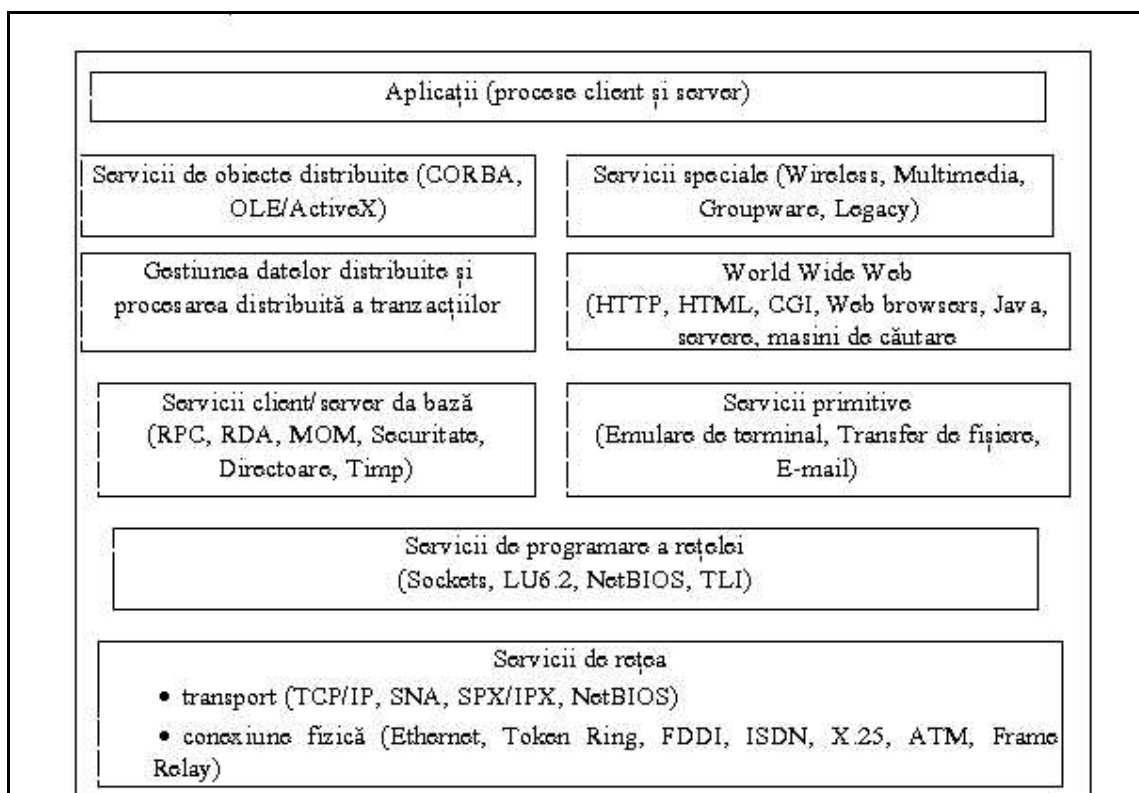 Aplicații (procese client și server)
Servicii de obiecte distribuite (CORBA,
OLE/ActiveX)
Servicii speciale (Wireless, Multimedia,
Groupware, Legacy)
Gestiunea datelor distribuite și
procesarea distribuită a tranzacțiilor
World Wide Web
(HTTP, HTML, CGI, Web browsers, Java,
servere, masini de căutare
Servicii client/server da bază
(RPC, RDA, MOM, Securitate,
Directoare, Timp)
Servicii primitive
(Emulare de terminal, Transfer de fișiere,
E-mail)
Servicii de programare a rețelei
(Sockets, LU6.2, NetBIOS, TLI)
Servicii de rețea
• transport (TCP/IP, SNA, SPX/IPX, NetBIOS)
• conexiune fizică (Ethernet, Token Ring, FDDI, ISDN, X.25, ATM, Frame
Relay)